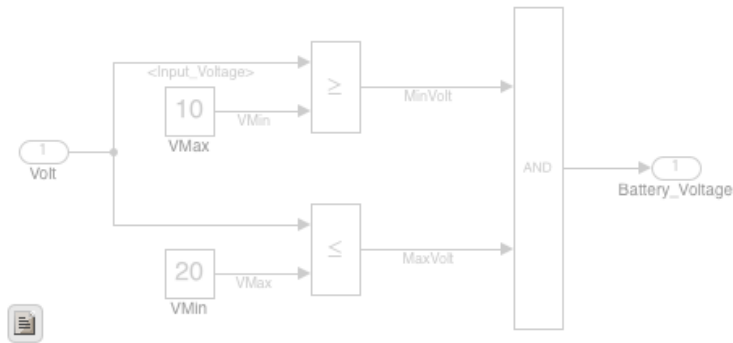 <Input_Voltage>
≥
10
MinVolt
VMin
VMax
1
Volt
AND
1
Battery_Voltage
≤
20
MaxVolt
VMax
VMin